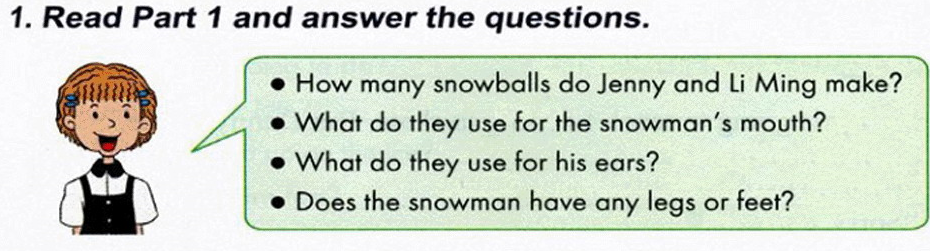 1. Read Part 1 and answer the questions.
● How many snowballs do Jenny and Li Ming make?
● What do they use for the snowman's mouth?
● What do they use for his ears?
● Does the snowman have any legs or feet?